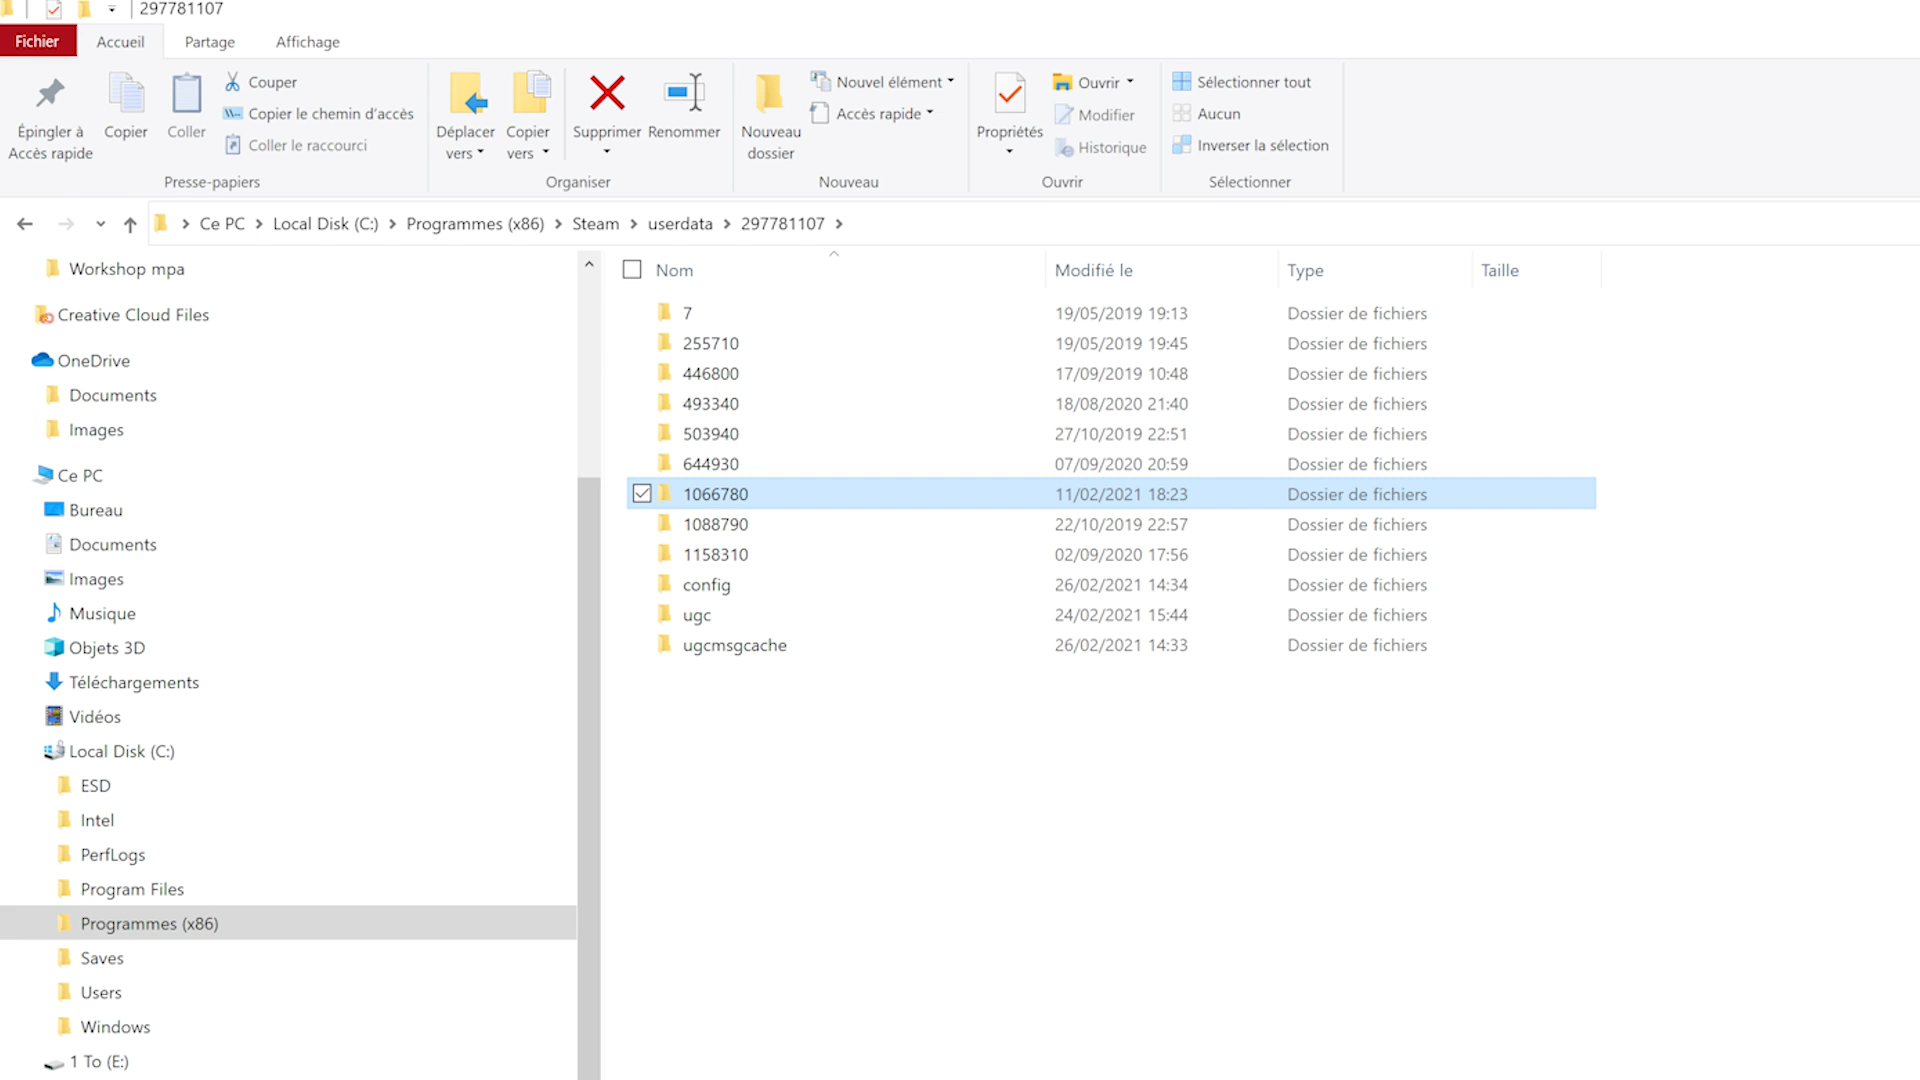 297781107
Fichier Accueil Partage Affichage
Épingler à
Accès rapide
Copier
Coller
Couper
Copier le chemin d'accès
Coller le raccourci
Presse-papiers
Déplacer
vers
Copier
vers
Supprimer
Renommer
Organiser
Nouveau
dossier
Nouvel élément
Accès rapide
Nouveau
Propriétés
Ouvrir
Modifier
Historique
Ouvrir
Sélectionner tout
Aucun
Inverser la sélection
Sélectionner
Ce PC > Local Disk (C:) > Programmes (x86) > Steam > userdata > 297781107 >
Workshop mpa
Creative Cloud Files
OneDrive
Documents
Images
Ce PC
Bureau
Documents
Images
Musique
Objets 3D
Téléchargements
Vidéos
Local Disk (C:)
ESD
Intel
PerfLogs
Program Files
Programmes (x86)
Saves
Users
Windows
1 To (E:)
Nom Modifié le Type Taille
7 19/05/2019 19:13 Dossier de fichiers
255710 19/05/2019 19:45 Dossier de fichiers
446800 17/09/2019 10:48 Dossier de fichiers
493340 18/08/2020 21:40 Dossier de fichiers
503940 27/10/2019 22:51 Dossier de fichiers
644930 07/09/2020 20:59 Dossier de fichiers
1066780 11/02/2021 18:23 Dossier de fichiers
1088790 22/10/2019 22:57 Dossier de fichiers
1158310 02/09/2020 17:56 Dossier de fichiers
config 26/02/2021 14:34 Dossier de fichiers
ugc 24/02/2021 15:44 Dossier de fichiers
ugcmsgcache 26/02/2021 14:33 Dossier de fichiers